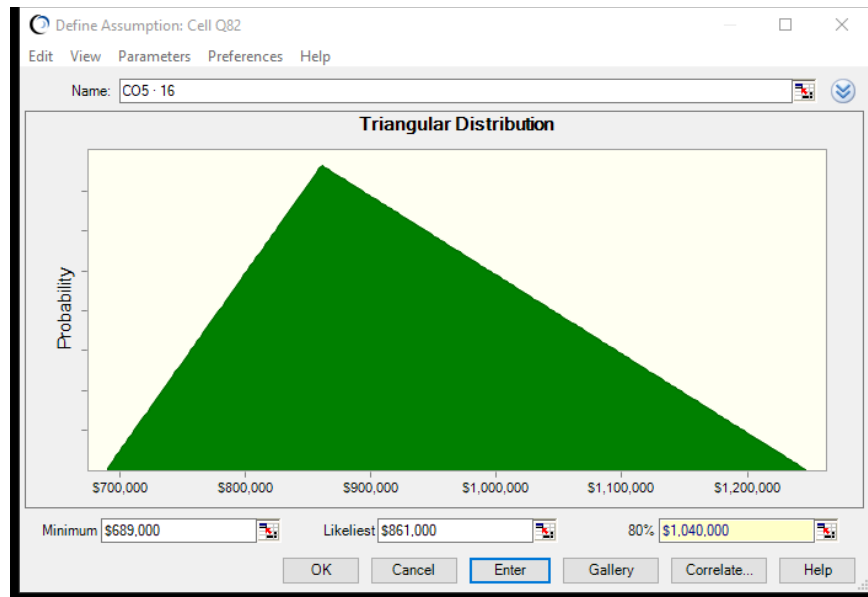 Define Assumption: Cell Q82
Edit View Parameters Preferences Help
Name: CO5 · 16
Triangular Distribution
Probability
$700,000 $800,000 $900,000 $1,000,000 $1,100,000 $1,200,000
Minimum $689,000 Likeliest $861,000 80% $1,040,000
OK Cancel Enter Gallery Correlate... Help